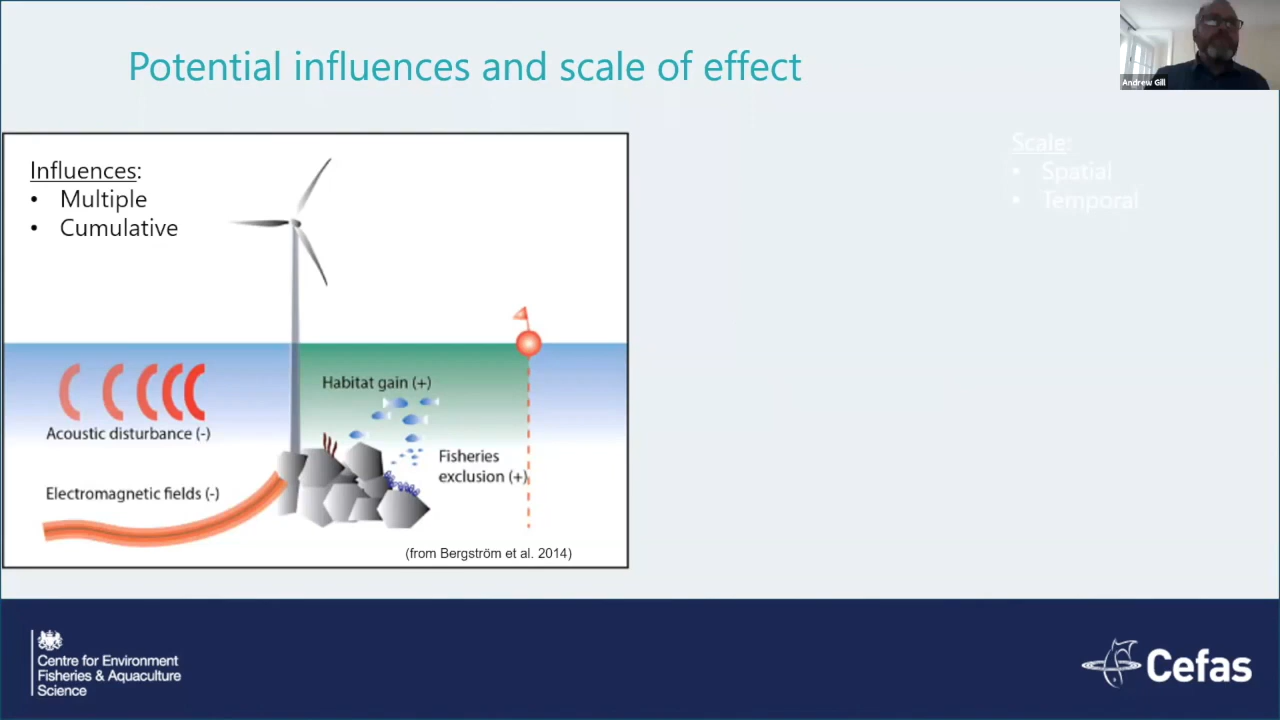 Potential influences and scale of effect
Andrew Gill
Influences:
• Multiple
• Cumulative
Scale:
• Spatial
• Temporal
Habitat gain (+)
Acoustic disturbance (-)
Fisheries
exclusion (+)
Electromagnetic fields (-)
(from Bergström et al. 2014)
Centre for Environment
Fisheries & Aquaculture
Science
Cefas